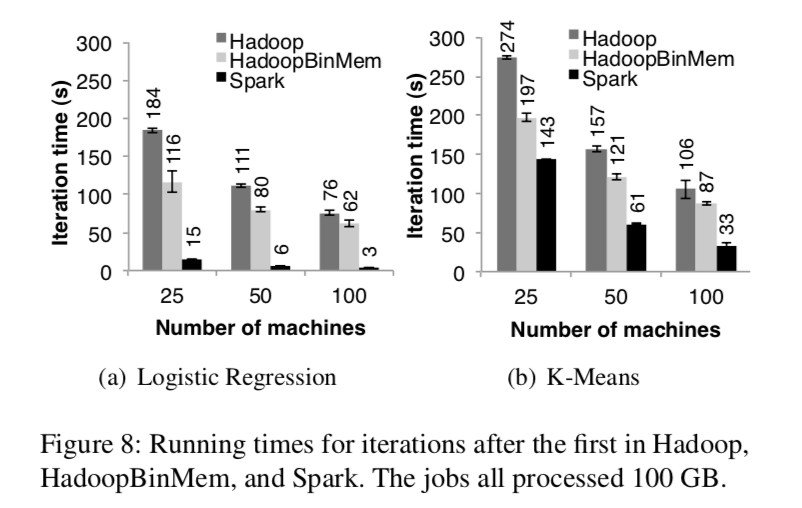 300
250
200
150
100
50
0
Iteration time (s)
Hadoop
HadoopBinMem
Spark
184
116
15
111
80
6
76
62
3
25 50 100
Number of machines
(a) Logistic Regression
300
250
200
150
100
50
0
Iteration time (s)
Hadoop
HadoopBinMem
Spark
274
197
143
157
121
61
106
87
33
25 50 100
Number of machines
(b) K-Means
Figure 8: Running times for iterations after the first in Hadoop,
HadoopBinMem, and Spark. The jobs all processed 100 GB.